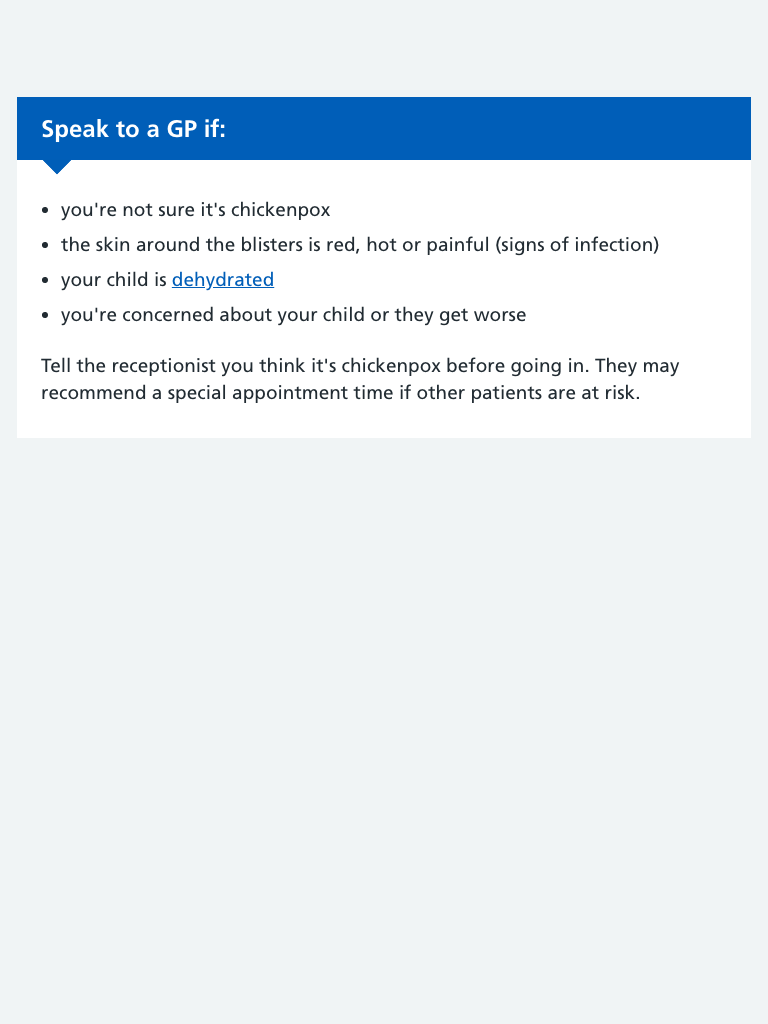 Speak to a GP if:
you're not sure it's chickenpox
the skin around the blisters is red, hot or painful (signs of infection)
your child is dehydrated
you're concerned about your child or they get worse
Tell the receptionist you think it's chickenpox before going in. They may
recommend a special appointment time if other patients are at risk.